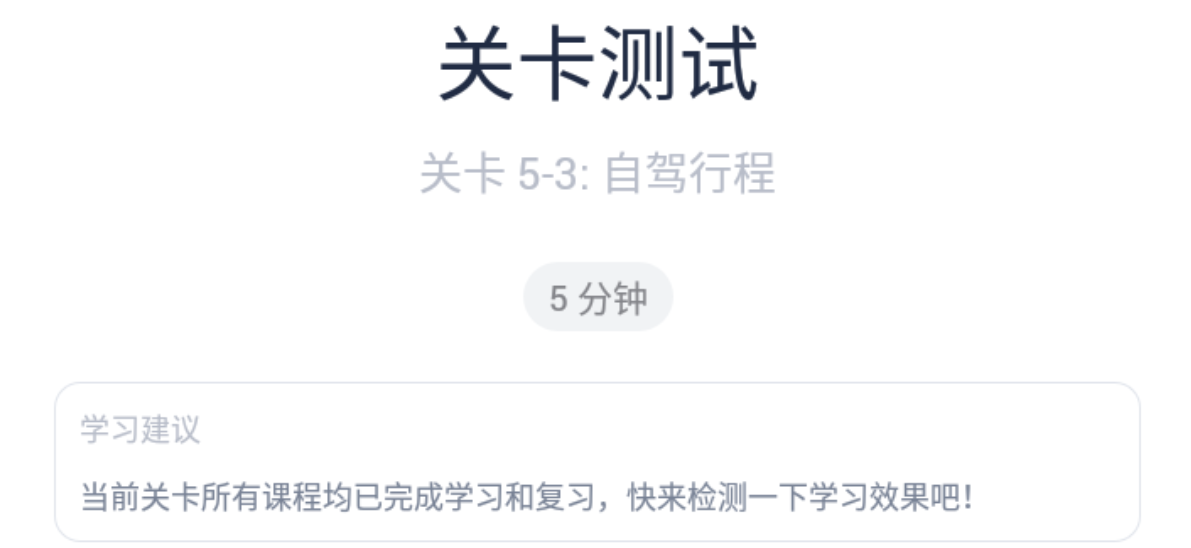 关卡测试
关卡 5-3: 自驾行程
5 分钟
学习建议
当前关卡所有课程均已完成学习和复习，快来检测一下学习效果吧！